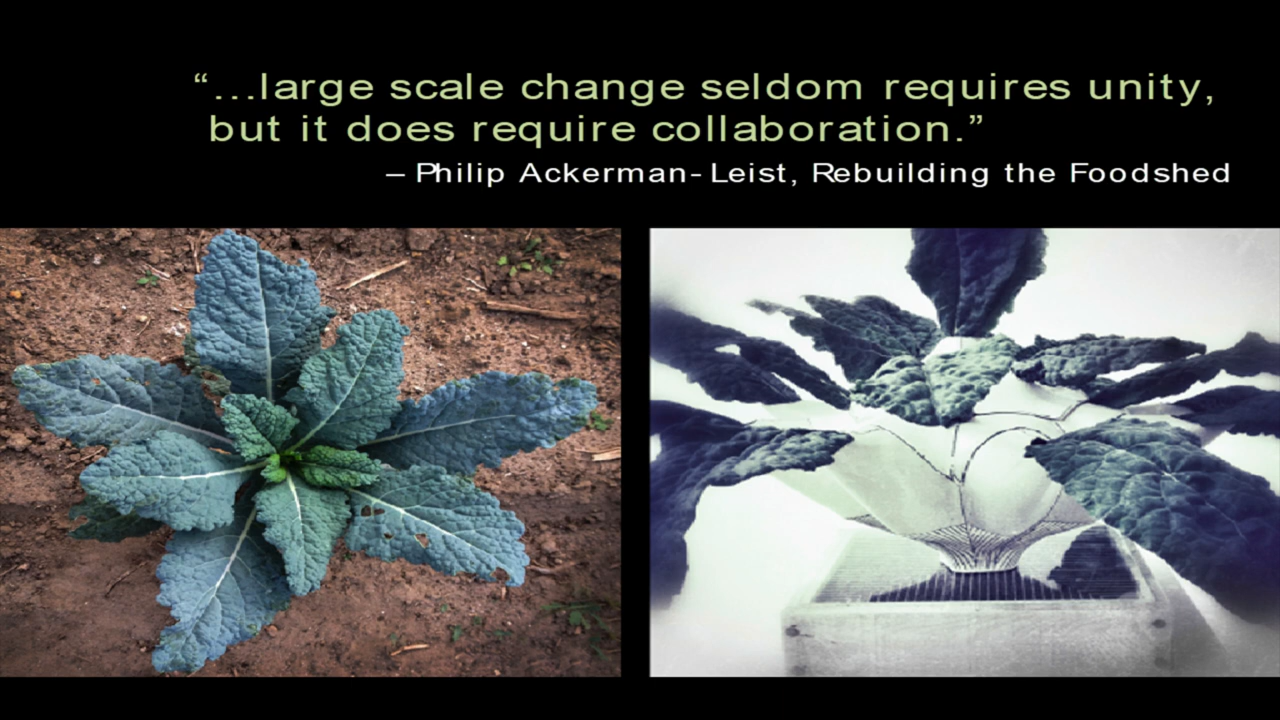 “…large scale change seldom requires unity,
but it does require collaboration.”
– Philip Ackerman-Leist, Rebuilding the Foodshed